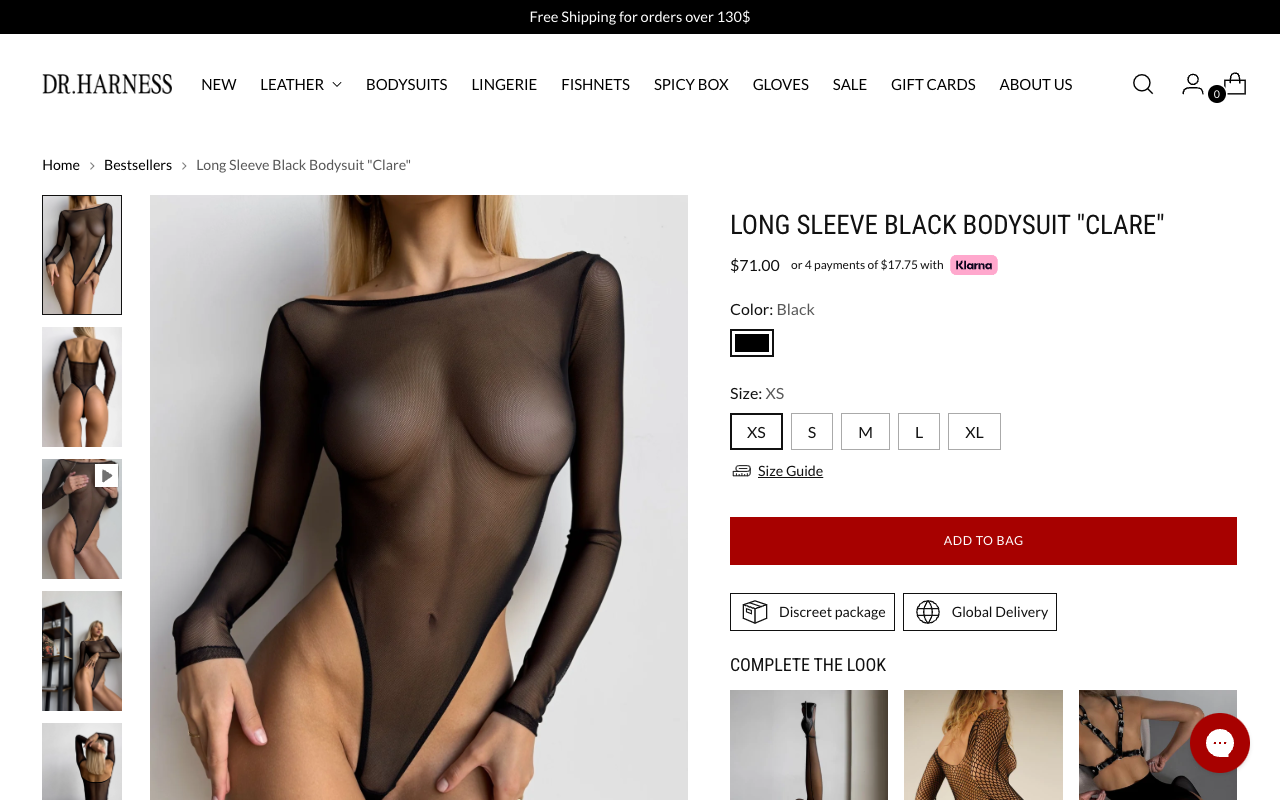 Free Shipping for orders over 130$
DR.HARNESS
NEW LEATHER BODYSUITS LINGERIE FISHNETS SPICY BOX GLOVES SALE GIFT CARDS ABOUT US
0
Home Bestsellers Long Sleeve Black Bodysuit "Clare"
LONG SLEEVE BLACK BODYSUIT "CLARE"
$71.00 or 4 payments of $17.75 with Klarna
Color: Black
Size: XS
XS S M L XL
Size Guide
ADD TO BAG
Discreet package Global Delivery
COMPLETE THE LOOK